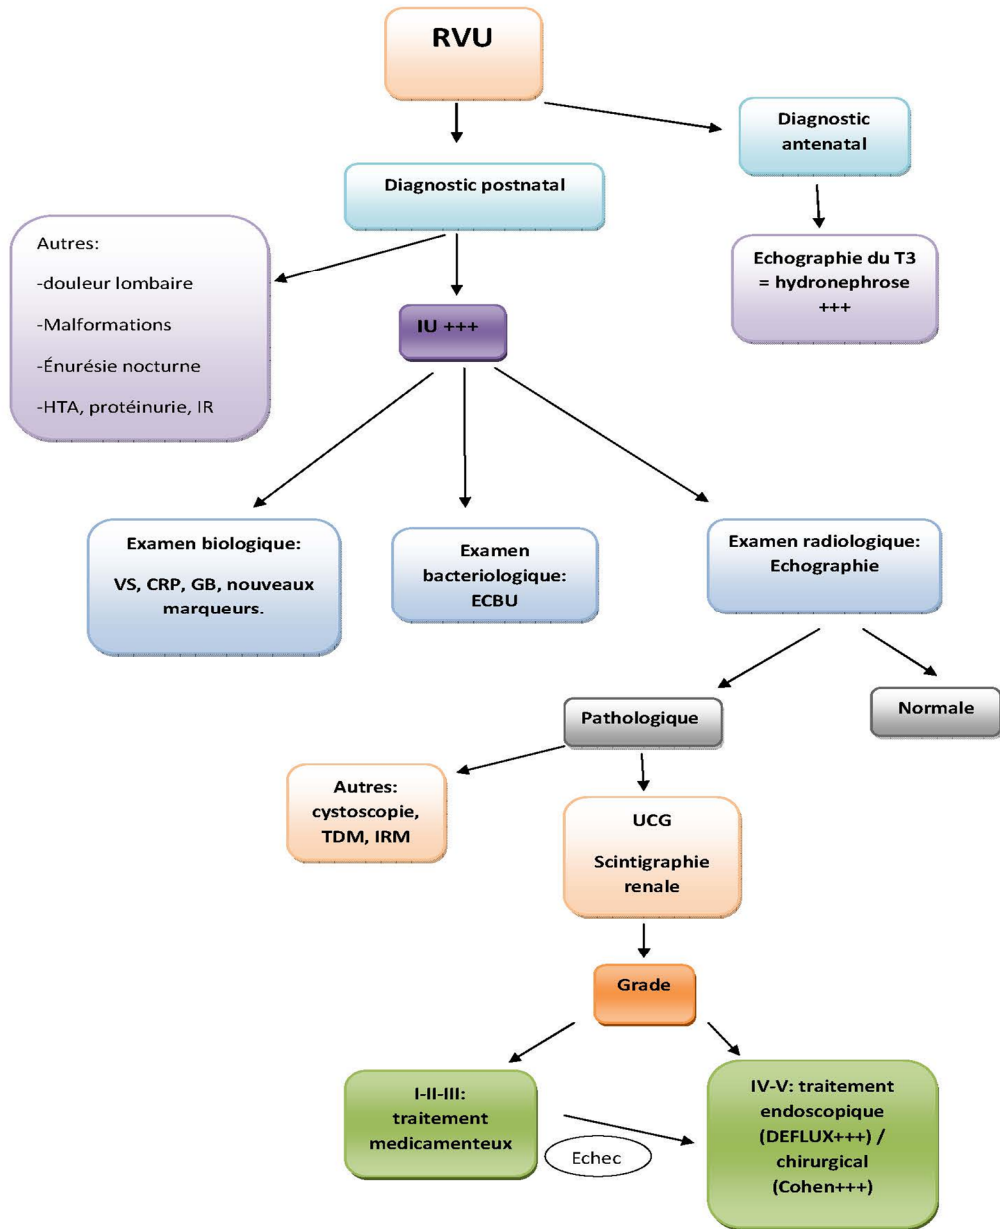 RVU
Diagnostic
antenatal
Diagnostic postnatal
Echographie du T3
= hydronephrose
+++
Autres:
-douleur lombaire
-Malformations
-Énurésie nocturne
-HTA, protéinurie, IR
IU +++
Examen biologique:
VS, CRP, GB, nouveaux
marqueurs.
Examen
bacteriologique:
ECBU
Examen radiologique:
Echographie
Pathologique
Normale
Autres:
cystoscopie,
TDM, IRM
UCG
Scintigraphie
renale
Grade
I-II-III:
traitement
medicamenteux
Echec
IV-V: traitement
endoscopique
(DEFLUX+++) /
chirurgical
(Cohen+++)